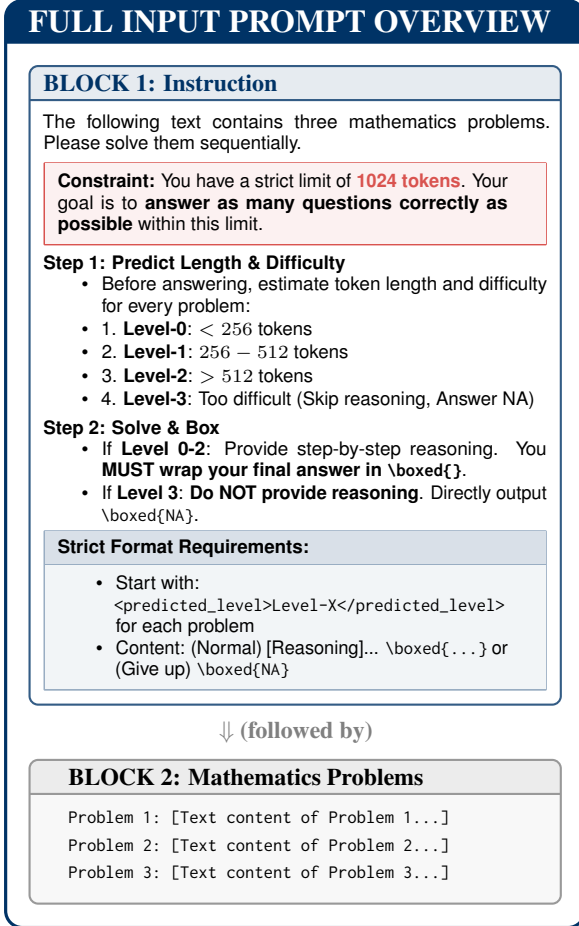 FULL INPUT PROMPT OVERVIEW
BLOCK 1: Instruction
The following text contains three mathematics problems.
Please solve them sequentially.
Constraint: You have a strict limit of 1024 tokens. Your
goal is to answer as many questions correctly as
possible within this limit.
Step 1: Predict Length & Difficulty
• Before answering, estimate token length and difficulty
for every problem:
• 1. Level-0: < 256 tokens
• 2. Level-1: 256 − 512 tokens
• 3. Level-2: > 512 tokens
• 4. Level-3: Too difficult (Skip reasoning, Answer NA)
Step 2: Solve & Box
• If Level 0-2: Provide step-by-step reasoning. You
MUST wrap your final answer in \boxed{}.
• If Level 3: Do NOT provide reasoning. Directly output
\boxed{NA}.
Strict Format Requirements:
• Start with:
<predicted_level>Level-X</predicted_level>
for each problem
• Content: (Normal) [Reasoning]... \boxed{...} or
(Give up) \boxed{NA}
⇓ (followed by)
BLOCK 2: Mathematics Problems
Problem 1: [Text content of Problem 1...]
Problem 2: [Text content of Problem 2...]
Problem 3: [Text content of Problem 3...]